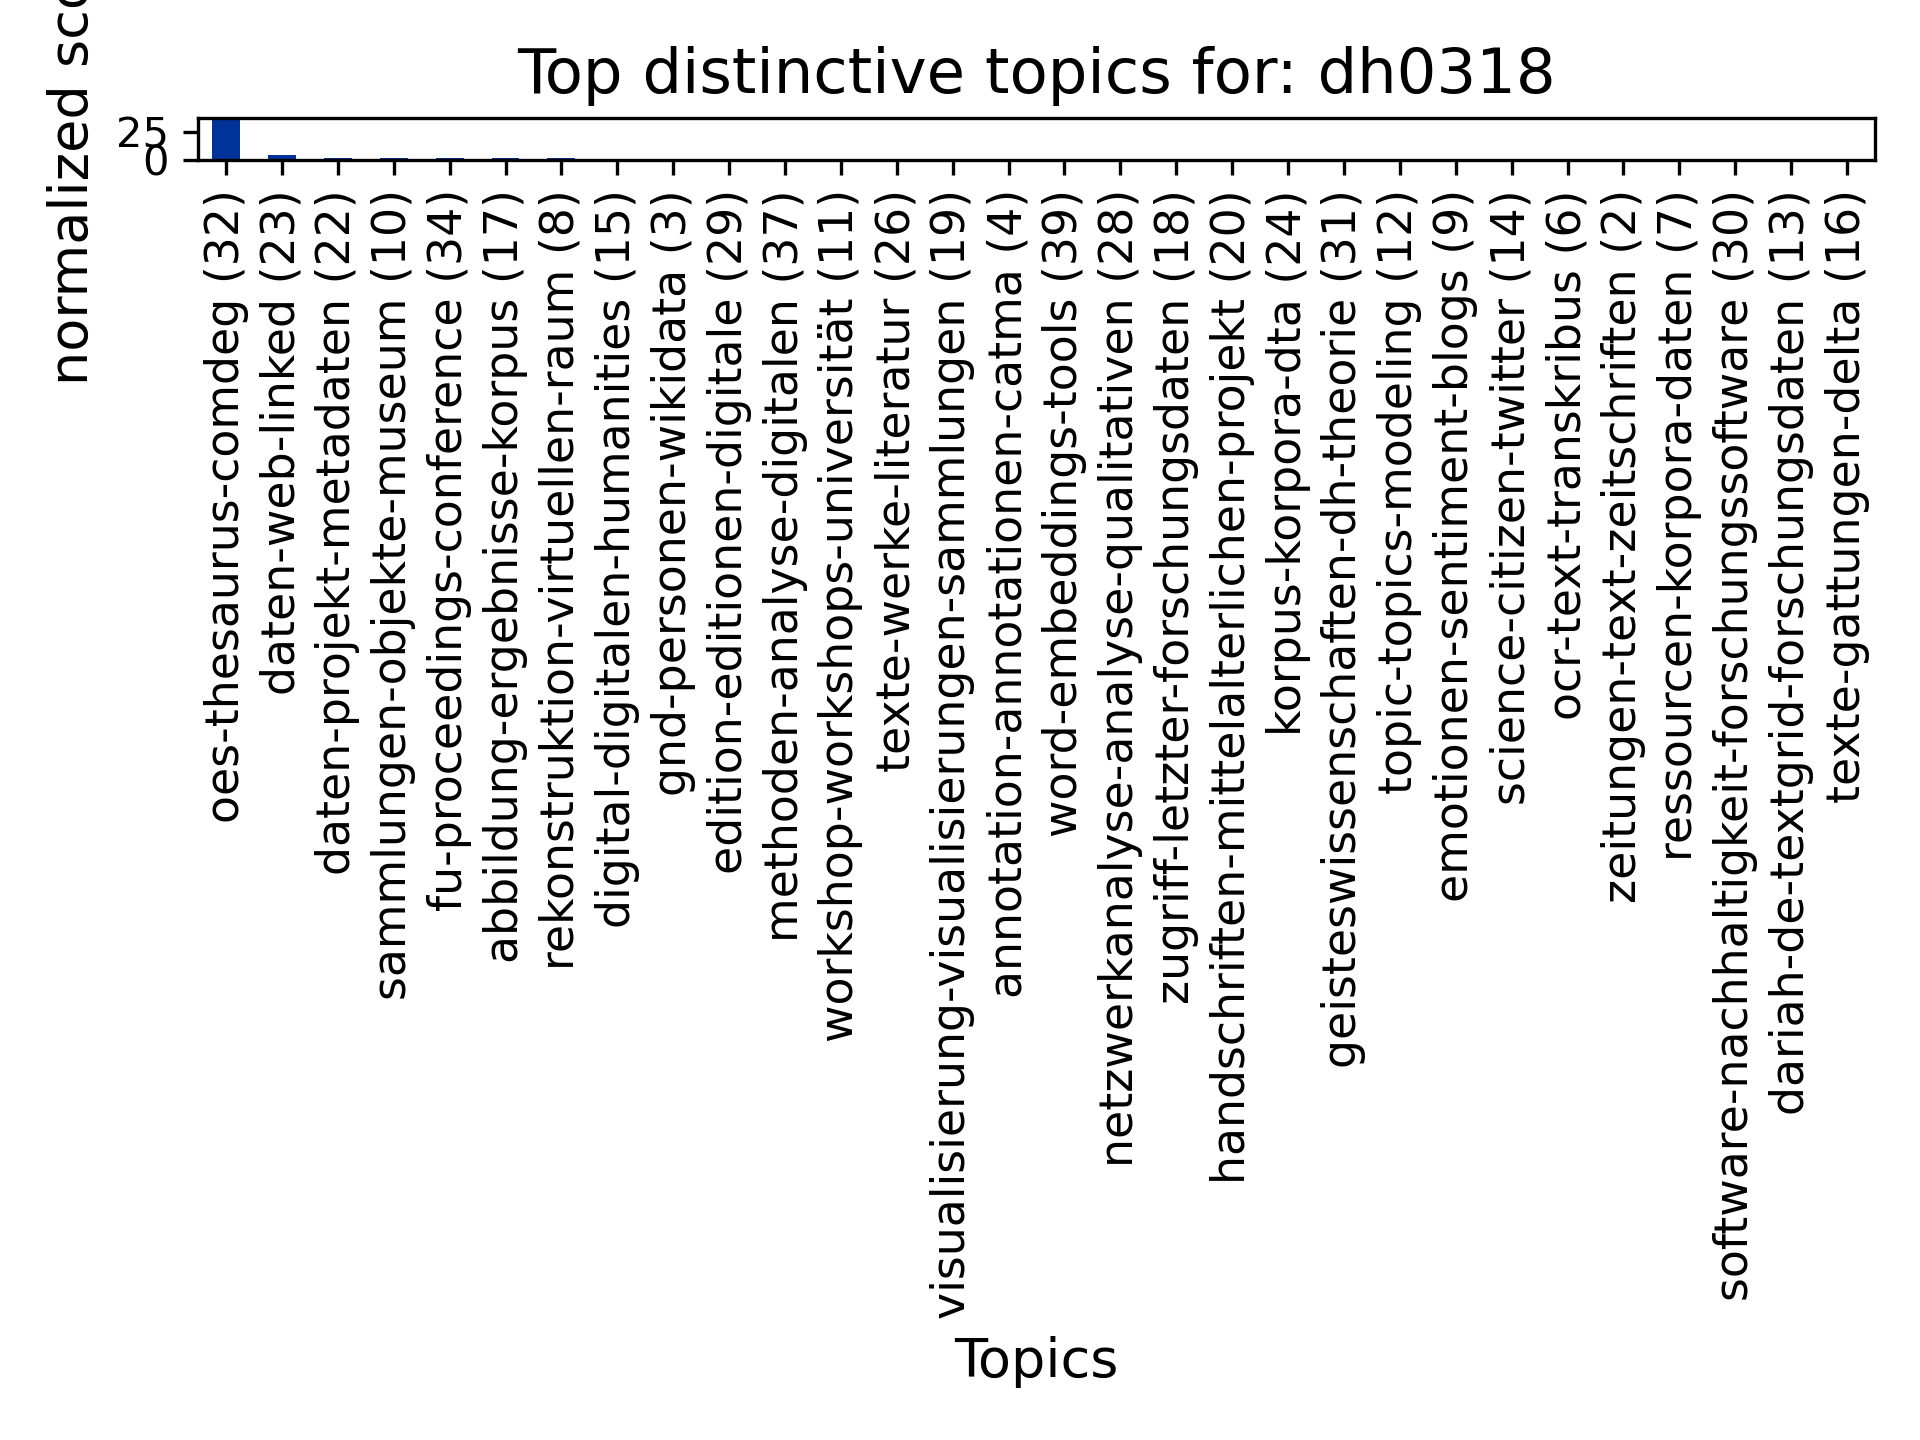 Top distinctive topics for: dh0318
normalized
25
0
oes-thesaurus-comdeg (32)
daten-web-linked (23)
daten-projekt-metadaten (22)
sammlungen-objekte-museum (10)
fu-proceedings-conference (34)
abbildung-ergebnisse-korpus (17)
rekonstruktion-virtuellen-raum (8)
digital-digitalen-humanities (15)
gnd-personen-wikidata (3)
edition-editionen-digitale (29)
methoden-analyse-digitalen (37)
workshop-workshops-universität (11)
texte-werke-literatur (26)
visualisierung-visualisierungen-sammlungen (19)
annotation-annotationen-catma (4)
word-embeddings-tools (39)
netzwerkanalyse-analyse-qualitativen (28)
zugriff-letzter-forschungsdaten (18)
handschriften-mittelalterlichen-projekt (20)
korpus-korpora-dta (24)
geisteswissenschaften-dh-theorie (31)
topic-topics-modeling (12)
emotionen-sentiment-blogs (9)
science-citizen-twitter (14)
ocr-text-transkribus (6)
zeitungen-text-zeitschriften (2)
ressourcen-korpora-daten (7)
software-nachhaltigkeit-forschungssoftware (30)
dariah-de-textgrid-forschungsdaten (13)
texte-gattungen-delta (16)
Topics